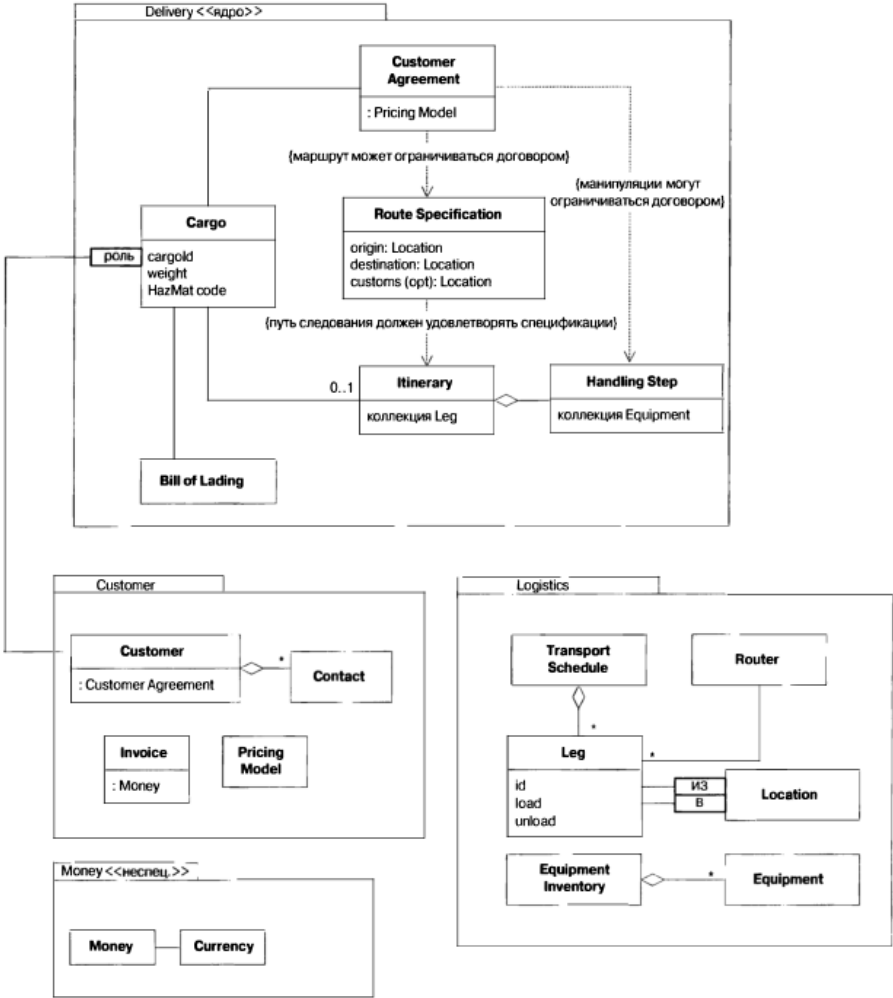 Delivery <<ядро>>
Customer
Agreement
: Pricing Model
{маршрут может ограничиваться договором}
{манипуляции могут
ограничиваться договором}
Cargo
роль
cargoId
weight
HazMat code
Route Specification
origin: Location
destination: Location
customs (opt): Location
{путь следования должен удовлетворять спецификации}
0..1
Itinerary
коллекция Leg
Handling Step
коллекция Equipment
Bill of Lading
Customer
Customer
: Customer Agreement
*
Contact
Invoice
: Money
Pricing
Model
Money <<неспец.>>
Money
Currency
Logistics
Transport
Schedule
Router
*
*
Leg
id
load
unload
ИЗ
В
Location
Equipment
Inventory
*
Equipment